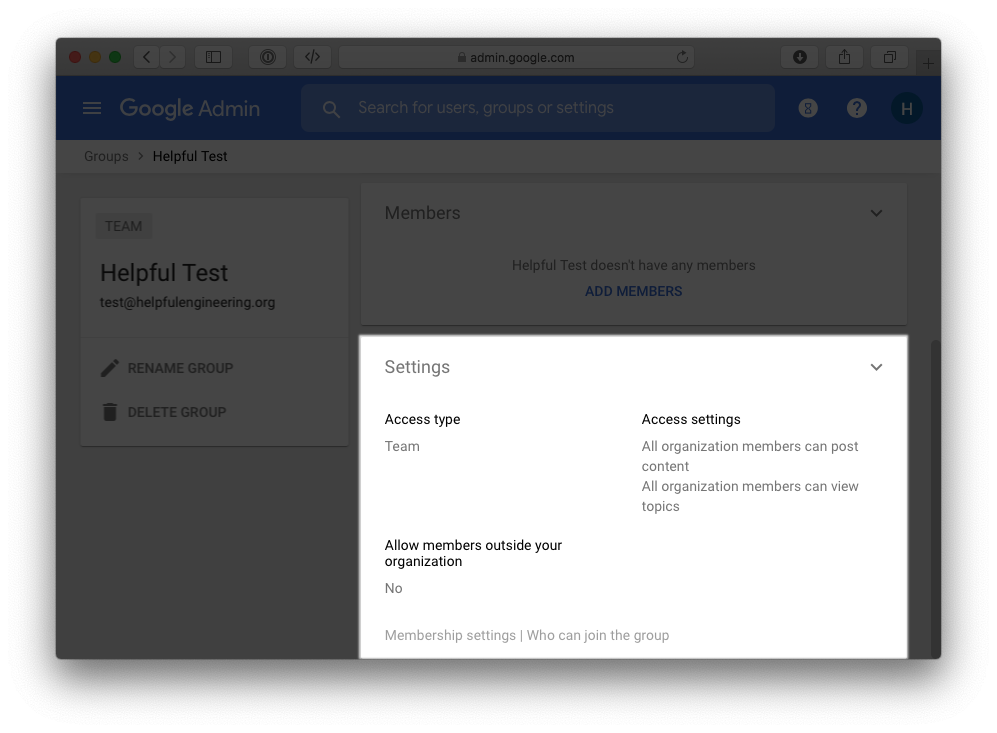 admin.google.com
Google Admin
Search for users, groups or settings
8
?
H
Groups > Helpful Test
TEAM
Helpful Test
test@helpfulengineering.org
RENAME GROUP
DELETE GROUP
Members
Helpful Test doesn't have any members
ADD MEMBERS
Settings
Access type
Team
Access settings
All organization members can post
content
All organization members can view
topics
Allow members outside your
organization
No
Membership settings | Who can join the group